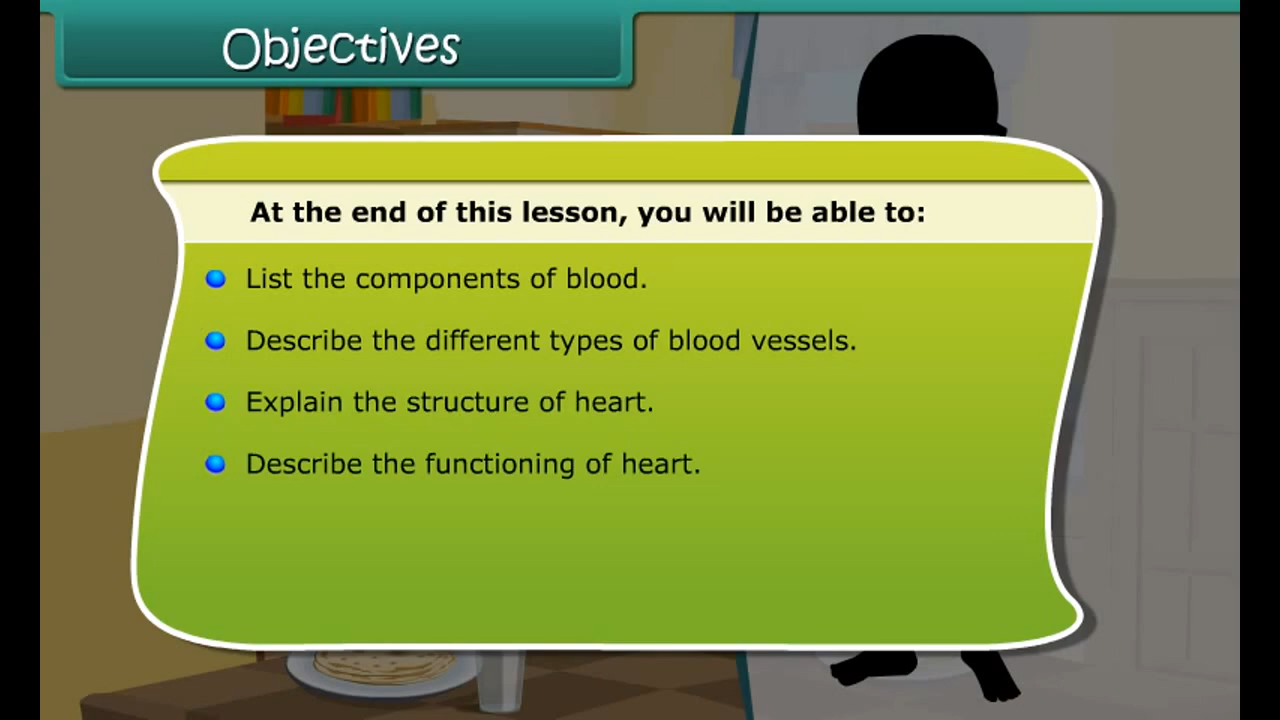 Objectives
At the end of this lesson, you will be able to:
List the components of blood.
Describe the different types of blood vessels.
Explain the structure of heart.
Describe the functioning of heart.